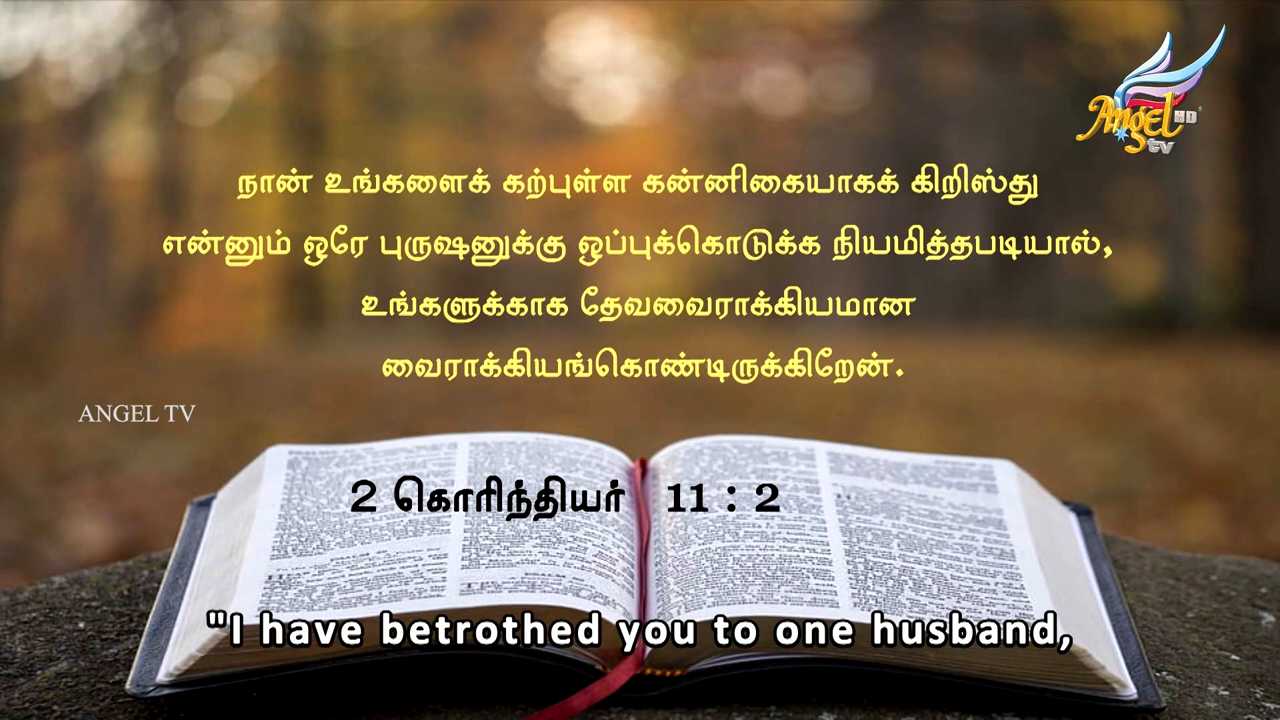 Angel HD
tv
நான் உங்களைக் கற்புள்ள கன்னிகையாகக் கிறிஸ்து
என்னும் ஒரே புருஷனுக்கு ஒப்புக்கொடுக்க நியமித்தபடியால்,
உங்களுக்காக தேவவைராக்கியமான
வைராக்கியங்கொண்டிருக்கிறேன்.
ANGEL TV
2 கொரிந்தியர் 11 : 2
"I have betrothed you to one husband,